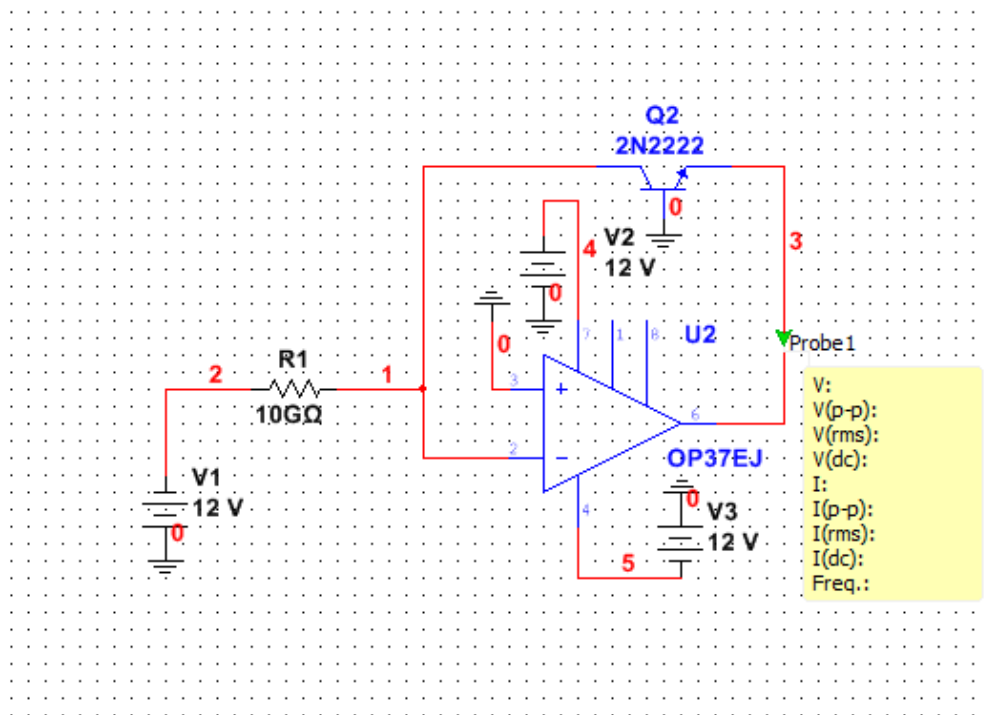 Q2
2N2222
0
V2
12 V
4
0
3
0
7
1
8
U2
Probe1
R1
2
1
10GΩ
3
+
6
2
−
OP37EJ
V1
12 V
0
4
0
V3
12 V
5
V:
V(p-p):
V(rms):
V(dc):
I:
I(p-p):
I(rms):
I(dc):
Freq.: